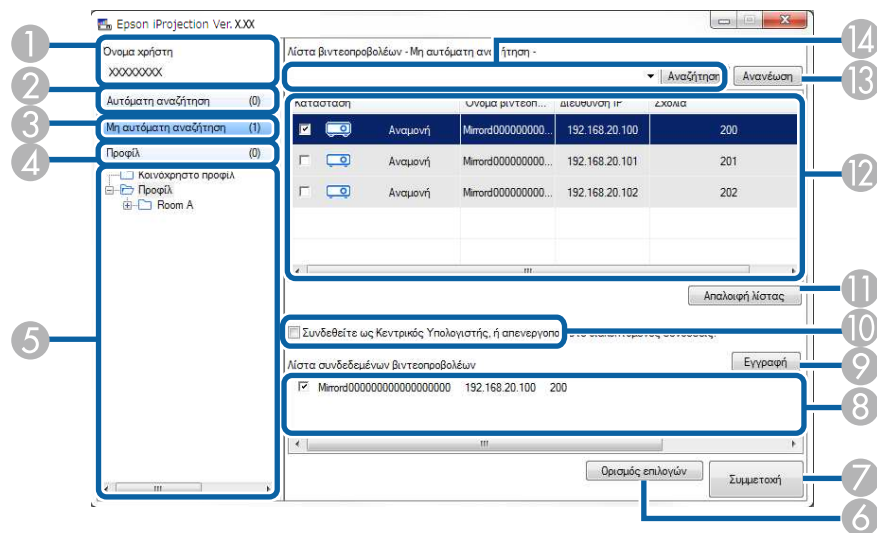 Epson iProjection Ver. X.XX
Όνομα χρήστη
XXXXXXXX
Αυτόματη αναζήτηση (0)
Μη αυτόματη αναζήτηση (1)
Προφίλ (0)
Κοινόχρηστο προφίλ
Προφίλ
Room A
Λίστα βιντεοπροβολέων - Μη αυτόματη αναζήτηση -
Αναζήτηση Ανανέωση
Κατάσταση Όνομα βιντεοπ... Διεύθυνση IP Σχόλια
Αναμονή Mirrord000000000... 192.168.20.100 200
Αναμονή Mirrord000000000... 192.168.20.101 201
Αναμονή Mirrord000000000... 192.168.20.102 202
Απαλοιφή λίστας
Συνδεθείτε ως Κεντρικός Υπολογιστής, ή απενεργοπο
Λίστα συνδεδεμένων βιντεοπροβολέων Εγγραφή
Mirrord00000000000000000000 192.168.20.100 200
Ορισμός επιλογών Συμμετοχή
1
2
3
4
5
14
13
12
11
10
9
8
7
6